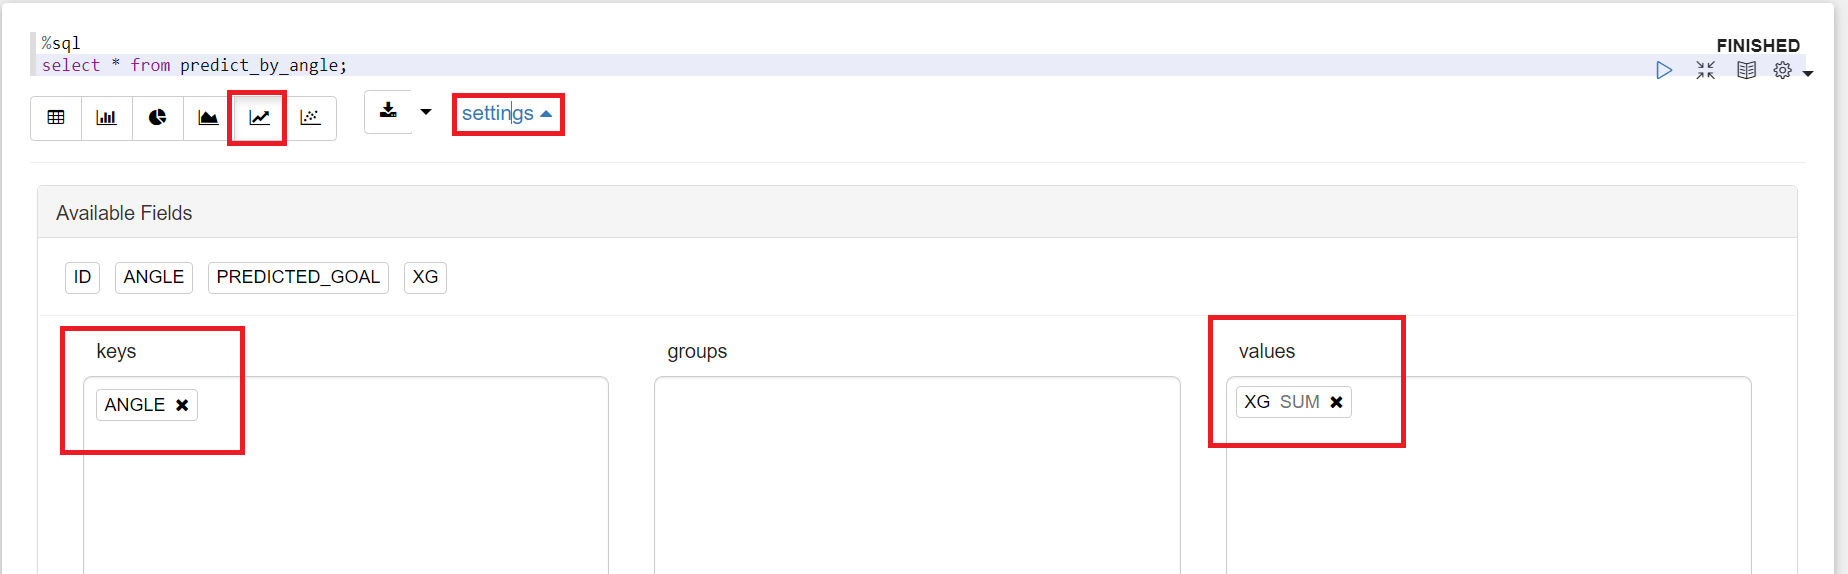 %sql
FINISHED
select * from predict_by_angle;
settings
Available Fields
ID ANGLE PREDICTED_GOAL XG
keys groups values
ANGLE XG SUM